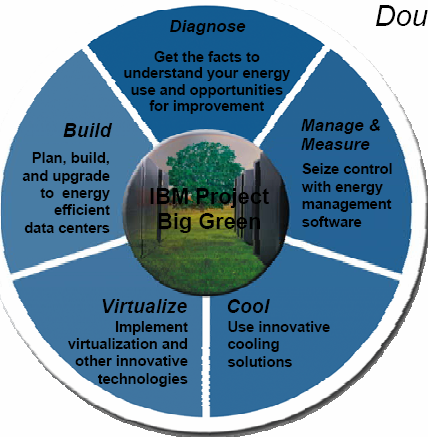 Dou
Diagnose
Get the facts to
understand your energy
use and opportunities
for improvement
Build
Plan, build,
and upgrade
to energy
efficient
data centers
Manage &
Measure
Seize control
with energy
management
software
IBM Project
Big Green
Virtualize
Implement
virtualization and
other innovative
technologies
Cool
Use innovative
cooling
solutions